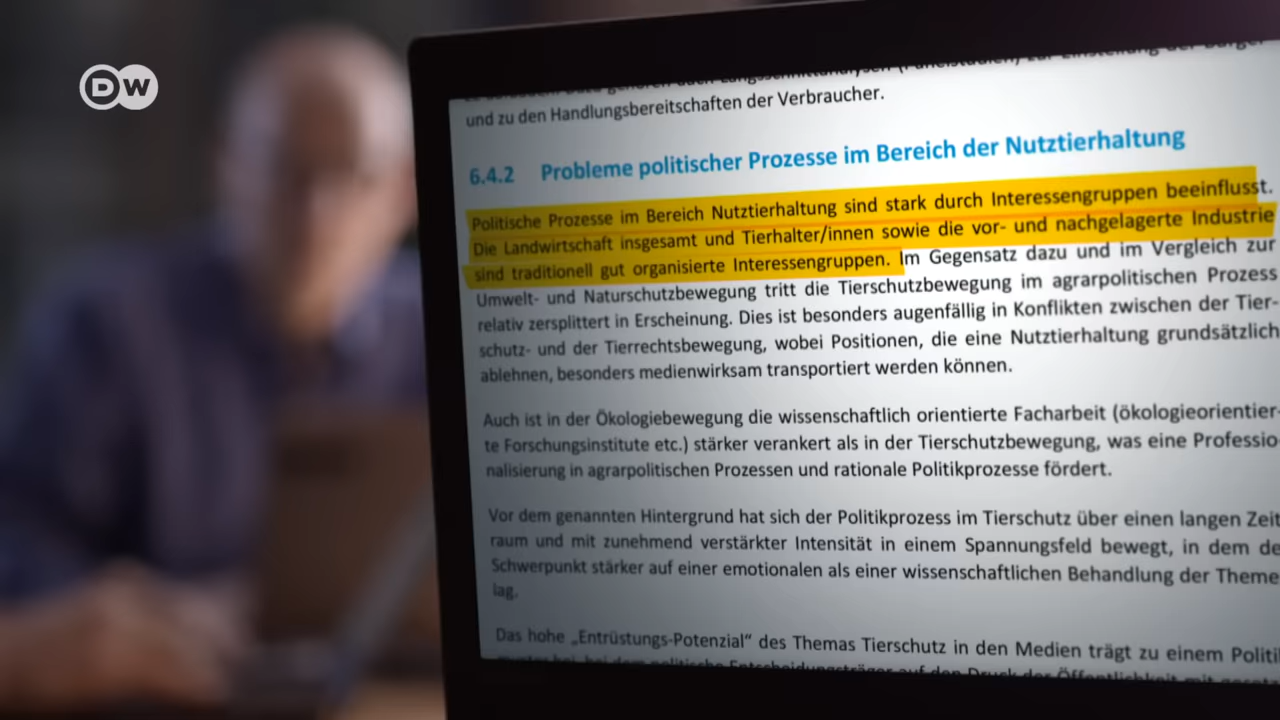 DW
und zu den Handlungsbereitschaften der Verbraucher.
6.4.2 Probleme politischer Prozesse im Bereich der Nutztierhaltung
Politische Prozesse im Bereich Nutztierhaltung sind stark durch Interessengruppen beeinflusst.
Die Landwirtschaft insgesamt und Tierhalter/innen sowie die vor- und nachgelagerte Industrie
sind traditionell gut organisierte Interessengruppen. Im Gegensatz dazu und im Vergleich zur
Umwelt- und Naturschutzbewegung tritt die Tierschutzbewegung im agrarpolitischen Prozess
relativ zersplittert in Erscheinung. Dies ist besonders augenfällig in Konflikten zwischen der Tier-
schutz- und der Tierrechtsbewegung, wobei Positionen, die eine Nutztierhaltung grundsätzlich
ablehnen, besonders medienwirksam transportiert werden können.
Auch ist in der Ökologiebewegung die wissenschaftlich orientierte Facharbeit (ökologieorientier-
te Forschungsinstitute etc.) stärker verankert als in der Tierschutzbewegung, was eine Professio
nalisierung in agrarpolitischen Prozessen und rationale Politikprozesse fördert.
Vor dem genannten Hintergrund hat sich der Politikprozess im Tierschutz über einen langen Zeit
raum und mit zunehmend verstärkter Intensität in einem Spannungsfeld bewegt, in dem de
Schwerpunkt stärker auf einer emotionalen als einer wissenschaftlichen Behandlung der Theme
lag.
Das hohe „Entrüstungs-Potenzial“ des Themas Tierschutz in den Medien trägt zu einem Politi